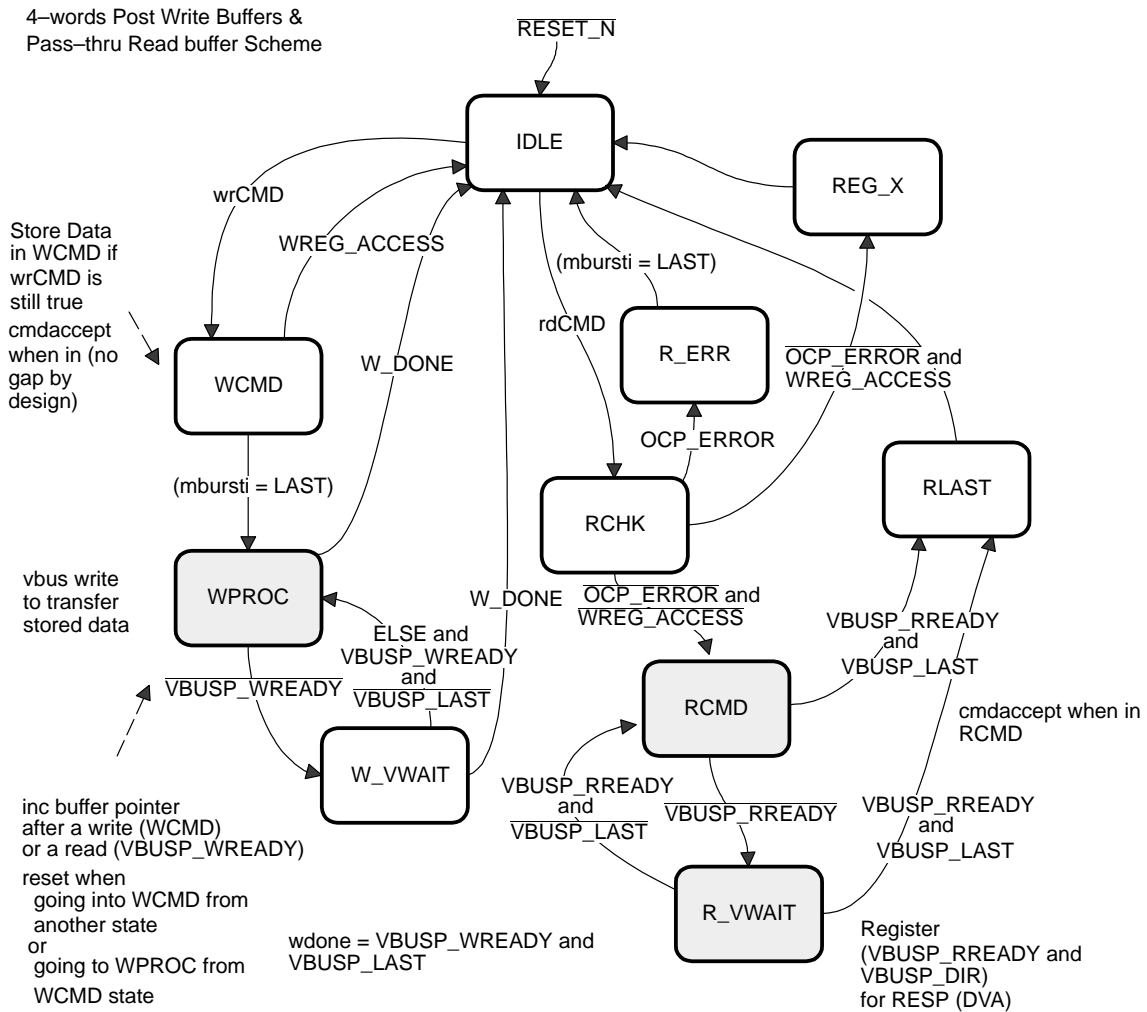 4–words Post Write Buffers &
Pass–thru Read buffer Scheme
RESET_N
IDLE
REG_X
wrCMD
WREG_ACCESS
(mbursti = LAST)
Store Data
in WCMD if
wrCMD is
still true
cmdaccept
when in (no
gap by
design)
rdCMD
R_ERR
OCP_ERROR and
WREG_ACCESS
WCMD
W_DONE
OCP_ERROR
(mbursti = LAST)
RCHK
RLAST
vbus write
to transfer
stored data
WPROC
W_DONE
OCP_ERROR and
WREG_ACCESS
ELSE and
VBUSP_WREADY
and
VBUSP_LAST
VBUSP_RREADY
and
VBUSP_LAST
VBUSP_WREADY
RCMD
cmdaccept when in
RCMD
W_VWAIT
VBUSP_RREADY
and
VBUSP_LAST
VBUSP_RREADY
VBUSP_RREADY
and
VBUSP_LAST
inc buffer pointer
after a write (WCMD)
or a read (VBUSP_WREADY)
reset when
going into WCMD from
another state
or
going to WPROC from
WCMD state
R_VWAIT
wdone = VBUSP_WREADY and
VBUSP_LAST
Register
(VBUSP_RREADY and
VBUSP_DIR)
for RESP (DVA)